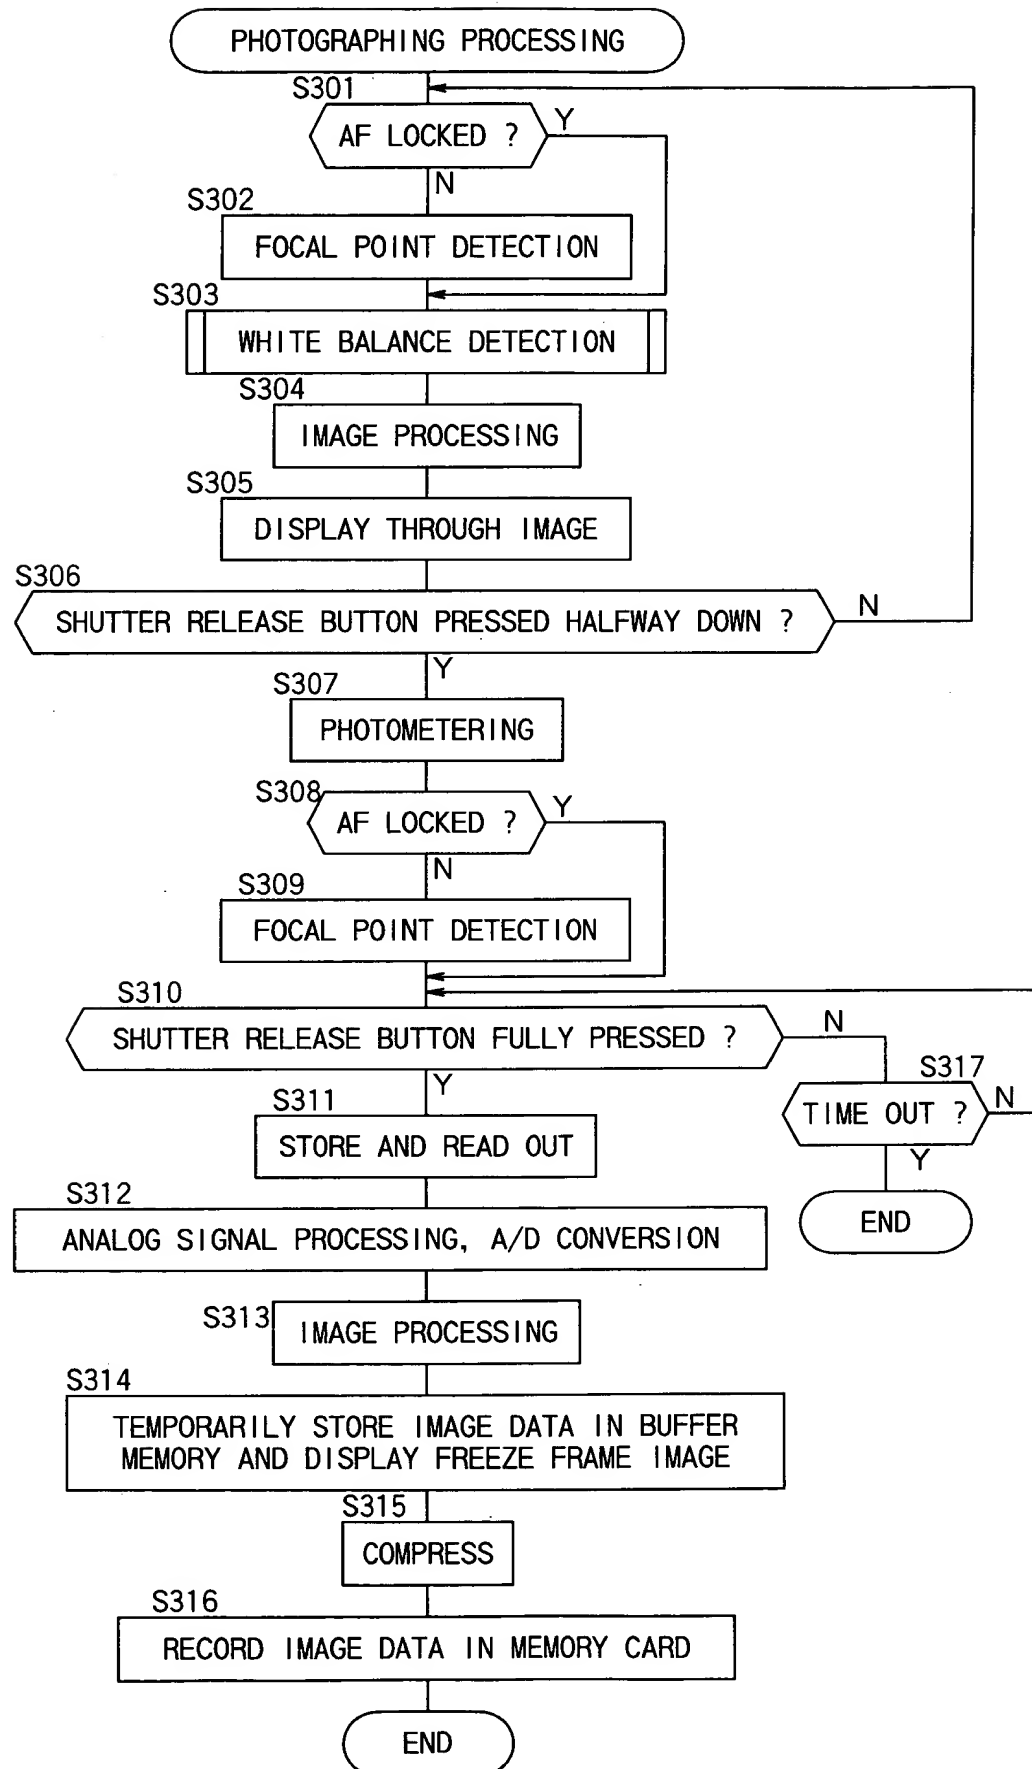 PHOTOGRAPHING PROCESSING
S301
AF LOCKED ?
Y
N
S302
FOCAL POINT DETECTION
S303
WHITE BALANCE DETECTION
S304
IMAGE PROCESSING
S305
DISPLAY THROUGH IMAGE
S306
SHUTTER RELEASE BUTTON PRESSED HALFWAY DOWN ?
N
Y
S307
PHOTOMETERING
S308
AF LOCKED ?
Y
N
S309
FOCAL POINT DETECTION
S310
SHUTTER RELEASE BUTTON FULLY PRESSED ?
N
Y
S317
TIME OUT ?
N
Y
END
S311
STORE AND READ OUT
S312
ANALOG SIGNAL PROCESSING, A/D CONVERSION
S313
IMAGE PROCESSING
S314
TEMPORARILY STORE IMAGE DATA IN BUFFER
MEMORY AND DISPLAY FREEZE FRAME IMAGE
S315
COMPRESS
S316
RECORD IMAGE DATA IN MEMORY CARD
END